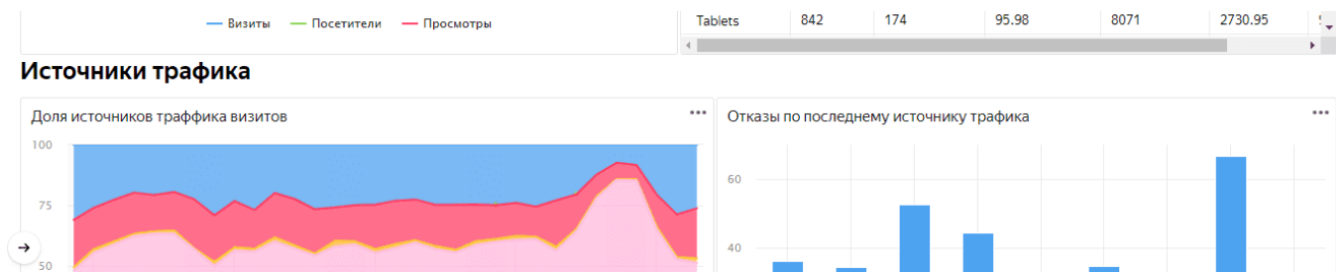 Визиты Посетители Просмотры
Tablets 842 174 95.98 8071 2730.95
Источники трафика
Доля источников траффика визитов
100
75
50
Отказы по последнему источнику трафика
60
40